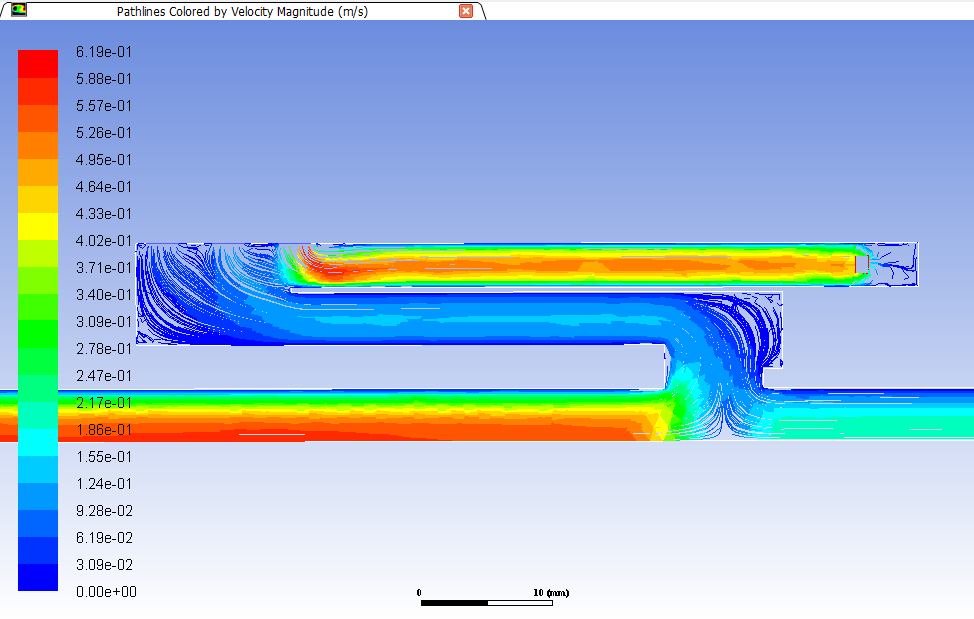 Pathlines Colored by Velocity Magnitude (m/s)
6.19e-01
5.88e-01
5.57e-01
5.26e-01
4.95e-01
4.64e-01
4.33e-01
4.02e-01
3.71e-01
3.40e-01
3.09e-01
2.78e-01
2.47e-01
2.17e-01
1.86e-01
1.55e-01
1.24e-01
9.28e-02
6.19e-02
3.09e-02
0.00e+00
0 10 (mm)